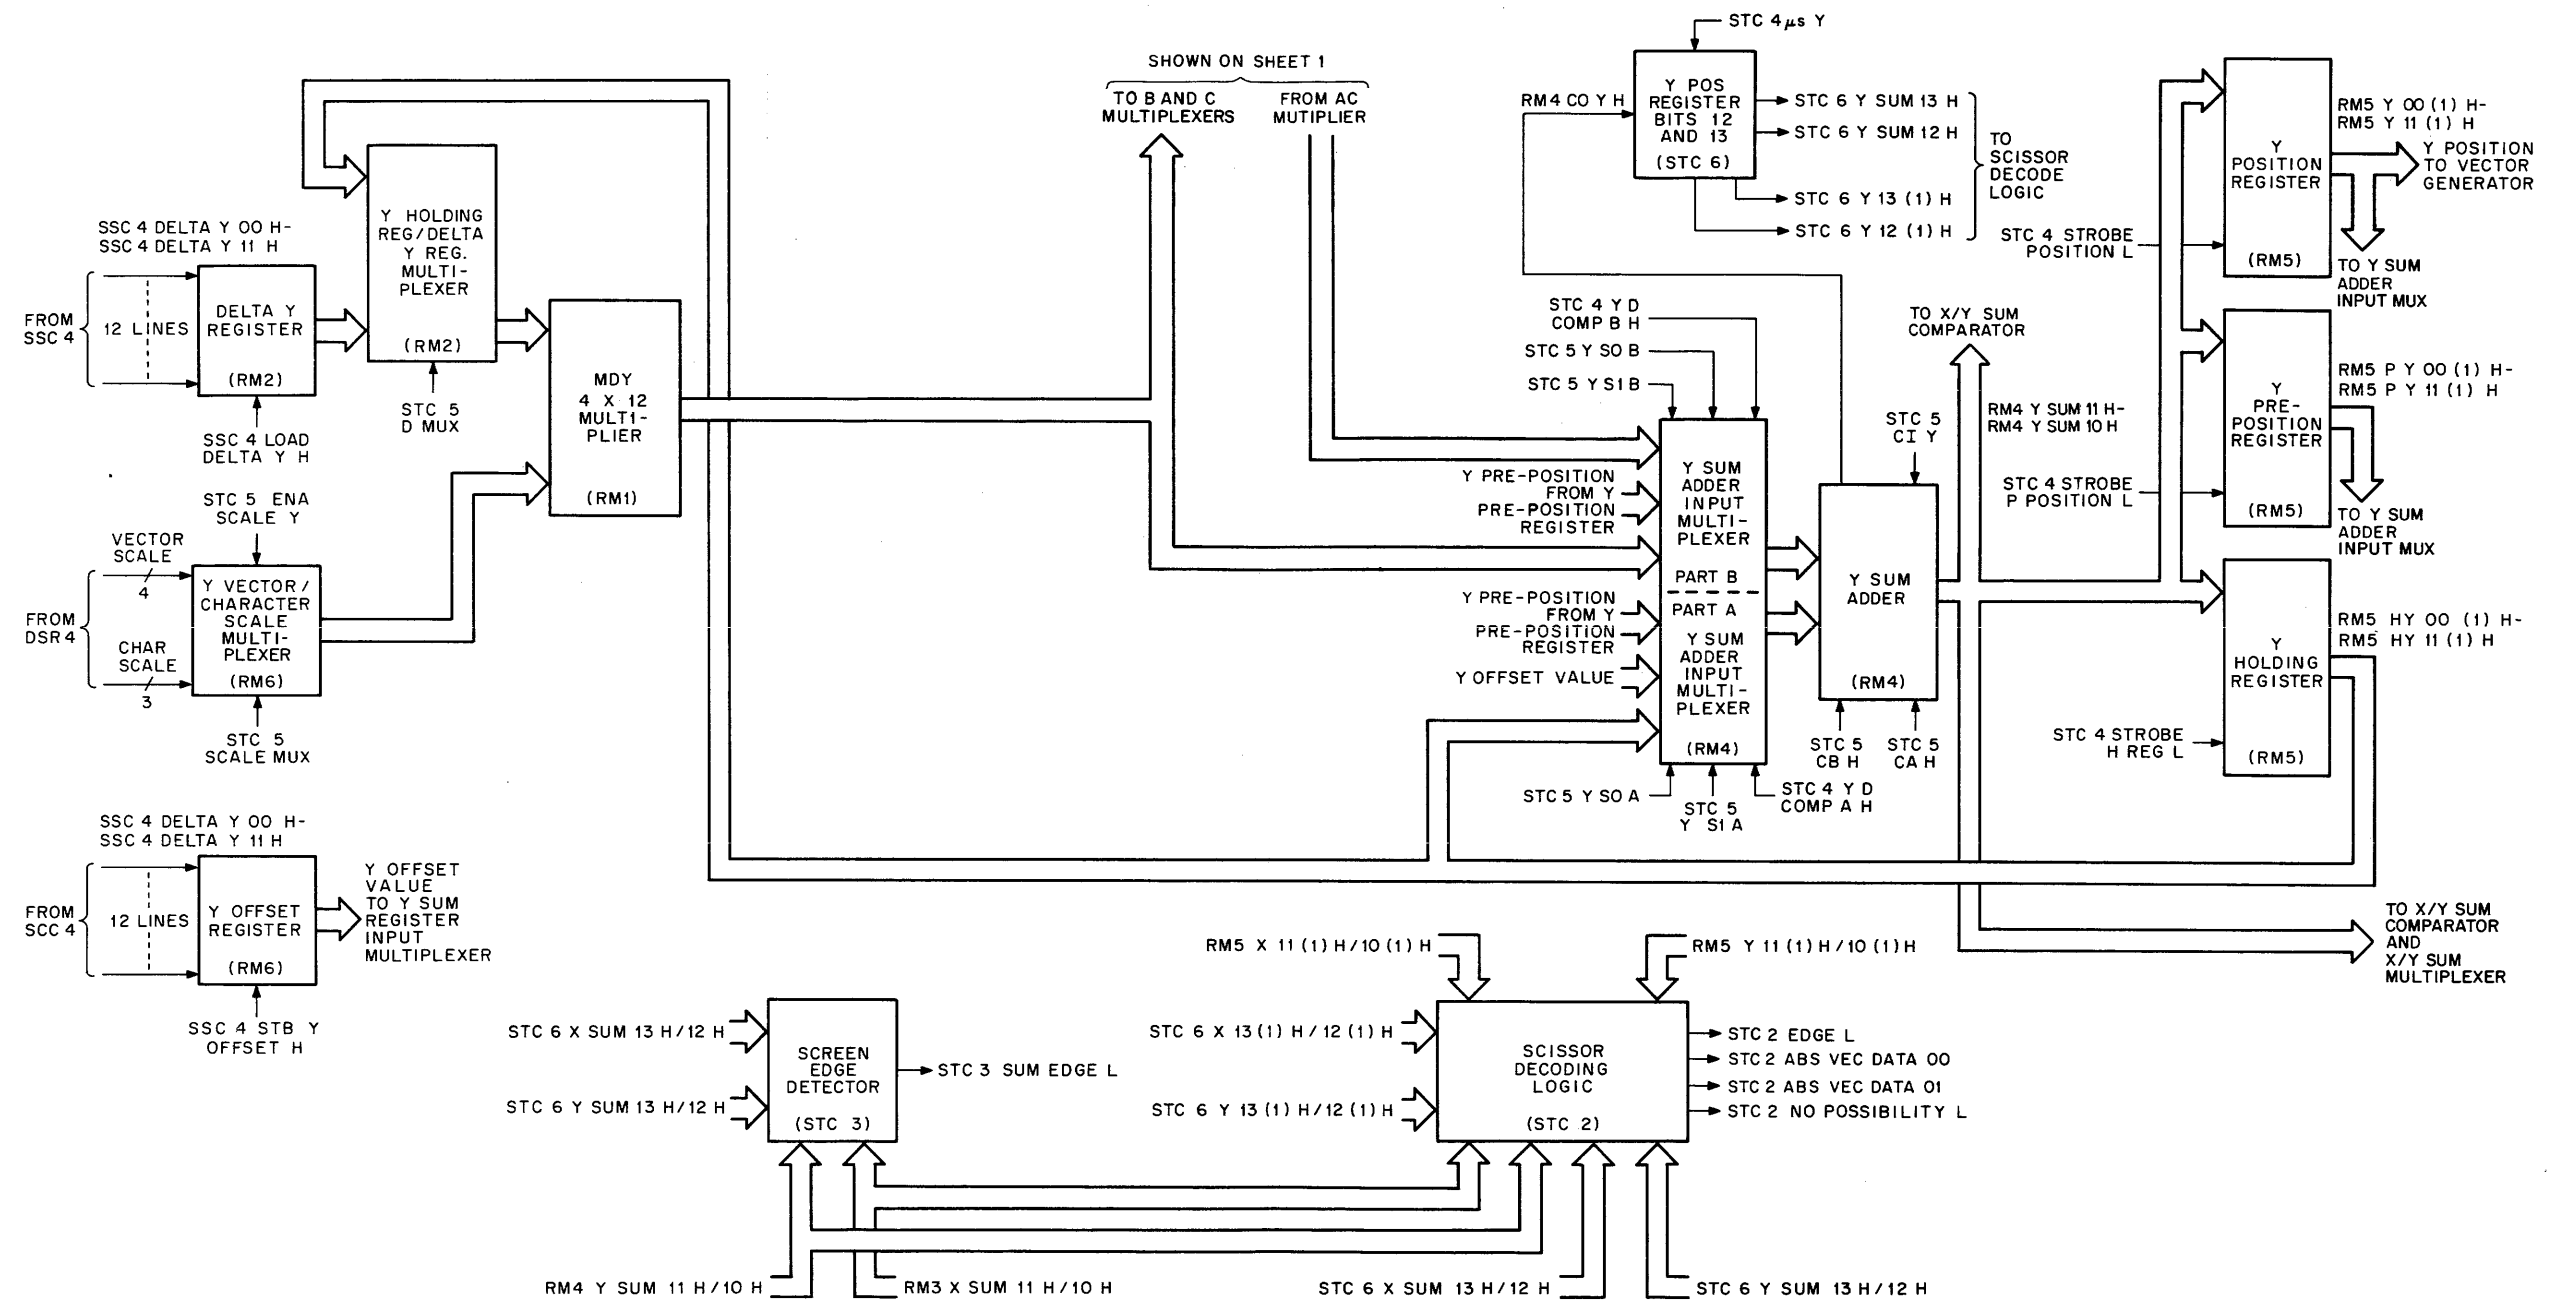 STC 4 µs Y
SHOWN ON SHEET 1
TO B AND C
MULTIPLEXERS
FROM AC
MUTIPLIER
RM4 CO Y H
Y POS
REGISTER
BITS 12
AND 13
(STC 6)
STC 6 Y SUM 13 H
STC 6 Y SUM 12 H
STC 6 Y 13 (1) H
STC 6 Y 12 (1) H
TO
SCISSOR
DECODE
LOGIC
Y
POSITION
REGISTER
(RM5)
RM5 Y 00 (1) H-
RM5 Y 11 (1) H
Y POSITION
TO VECTOR
GENERATOR
STC 4 STROBE
POSITION L
TO Y SUM
ADDER
INPUT MUX
SSC 4 DELTA Y 00 H-
SSC 4 DELTA Y 11 H
FROM
SSC 4
12 LINES
DELTA Y
REGISTER
(RM2)
SSC 4 LOAD
DELTA Y H
Y HOLDING
REG/DELTA
Y REG.
MULTI-
PLEXER
(RM2)
STC 5
D MUX
MDY
4 X 12
MULTI-
PLIER
(RM1)
STC 5 ENA
SCALE Y
VECTOR
SCALE
4
FROM
DSR 4
CHAR
SCALE
3
Y VECTOR/
CHARACTER
SCALE
MULTI-
PLEXER
(RM6)
STC 5
SCALE MUX
STC 4 Y D
COMP B H
STC 5 Y SO B
STC 5 Y S1 B
Y PRE-POSITION
FROM Y
PRE-POSITION
REGISTER
Y PRE-POSITION
FROM Y
PRE-POSITION
REGISTER
Y OFFSET VALUE
Y SUM
ADDER
INPUT
MULTI-
PLEXER
PART B
PART A
Y SUM
ADDER
INPUT
MULTI-
PLEXER
(RM4)
STC 5 Y SO A
STC 5
Y S1 A
STC 4 Y D
COMP A H
STC 5
CI Y
Y SUM
ADDER
(RM4)
STC 5
CB H
STC 5
CA H
TO X/Y SUM
COMPARATOR
RM4 Y SUM 11 H-
RM4 Y SUM 10 H
Y
PRE-
POSITION
REGISTER
(RM5)
RM5 P Y 00 (1) H-
RM5 P Y 11 (1) H
STC 4 STROBE
P POSITION L
TO Y SUM
ADDER
INPUT MUX
Y
HOLDING
REGISTER
(RM5)
RM5 HY 00 (1) H-
RM5 HY 11 (1) H
STC 4 STROBE
H REG L
SSC 4 DELTA Y 00 H-
SSC 4 DELTA Y 11 H
FROM
SCC 4
12 LINES
Y OFFSET
REGISTER
(RM6)
SSC 4 STB Y
OFFSET H
Y OFFSET
VALUE
TO Y SUM
REGISTER
INPUT
MULTIPLEXER
TO X/Y SUM
COMPARATOR
AND
X/Y SUM
MULTIPLEXER
STC 6 X SUM 13 H/12 H
STC 6 Y SUM 13 H/12 H
SCREEN
EDGE
DETECTOR
(STC 3)
STC 3 SUM EDGE L
RM5 X 11 (1) H/10 (1) H
RM5 Y 11 (1) H/10 (1) H
STC 6 X 13 (1) H/12 (1) H
STC 6 Y 13 (1) H/12 (1) H
SCISSOR
DECODING
LOGIC
(STC 2)
STC 2 EDGE L
STC 2 ABS VEC DATA 00
STC 2 ABS VEC DATA 01
STC 2 NO POSSIBILITY L
RM4 Y SUM 11 H/10 H
RM3 X SUM 11 H/10 H
STC 6 X SUM 13 H/12 H
STC 6 Y SUM 13 H/12 H